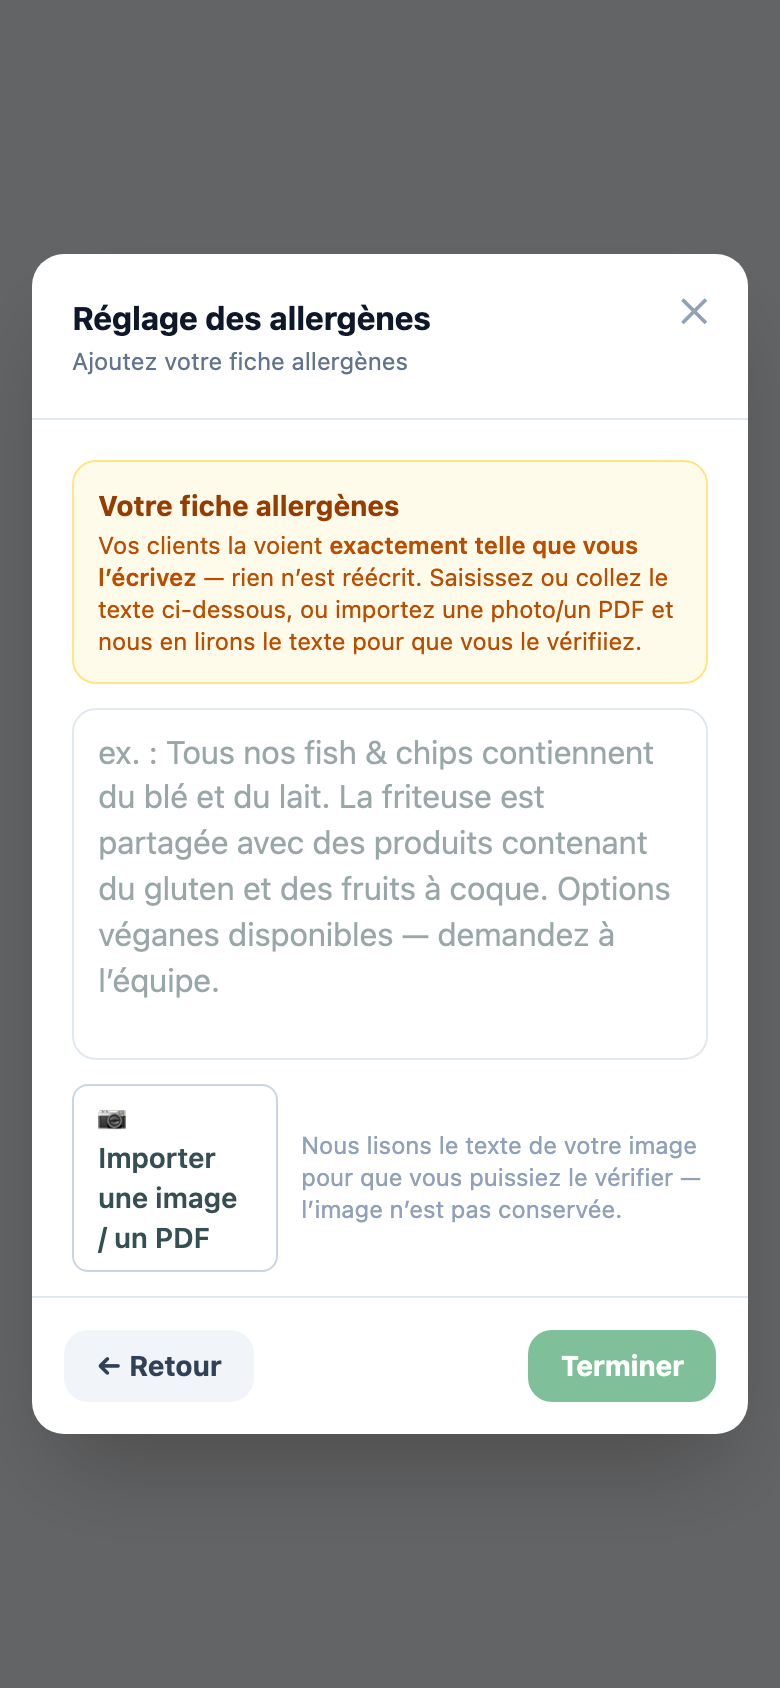 Réglage des allergènes
Ajoutez votre fiche allergènes
Votre fiche allergènes
Vos clients la voient exactement telle que vous
l’écrivez — rien n’est réécrit. Saisissez ou collez le
texte ci-dessous, ou importez une photo/un PDF et
nous en lirons le texte pour que vous le vérifiiez.
ex. : Tous nos fish & chips contiennent
du blé et du lait. La friteuse est
partagée avec des produits contenant
du gluten et des fruits à coque. Options
véganes disponibles — demandez à
l’équipe.
Importer
une image
/ un PDF
Nous lisons le texte de votre image
pour que vous puissiez le vérifier —
l’image n’est pas conservée.
← Retour
Terminer